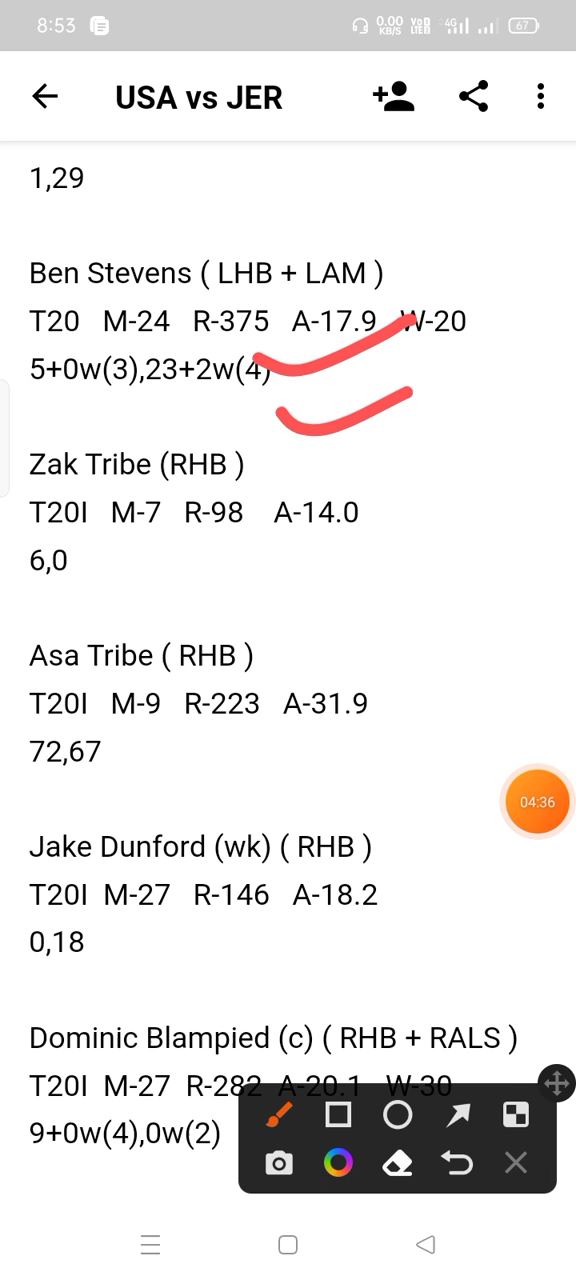 8:53 0.00 KB/S VoD LTE 4G 67
USA vs JER
1,29
Ben Stevens ( LHB + LAM )
T20 M-24 R-375 A-17.9 W-20
5+0w(3),23+2w(4)
Zak Tribe (RHB )
T20I M-7 R-98 A-14.0
6,0
Asa Tribe ( RHB )
T20I M-9 R-223 A-31.9
72,67
04:36
Jake Dunford (wk) ( RHB )
T20I M-27 R-146 A-18.2
0,18
Dominic Blampied (c) ( RHB + RALS )
T20I M-27 R-282 A-20.1 W-30
9+0w(4),0w(2)